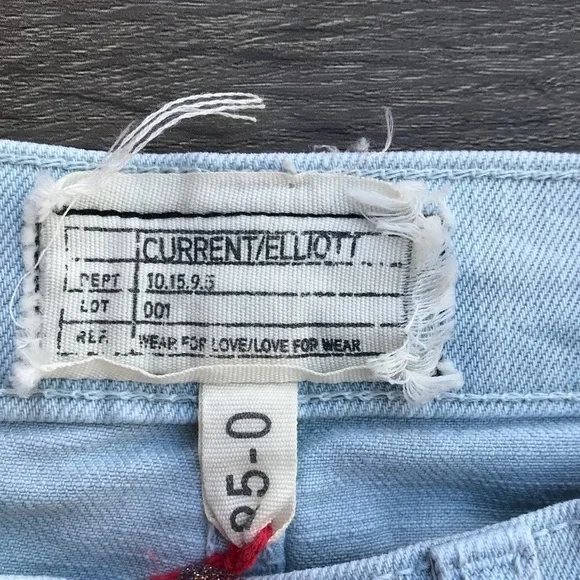 CURRENT/ELLIOTT
DEPT 10.15.9.5
LOT 001
REF. WEAR FOR LOVE/LOVE FOR WEAR
25-0